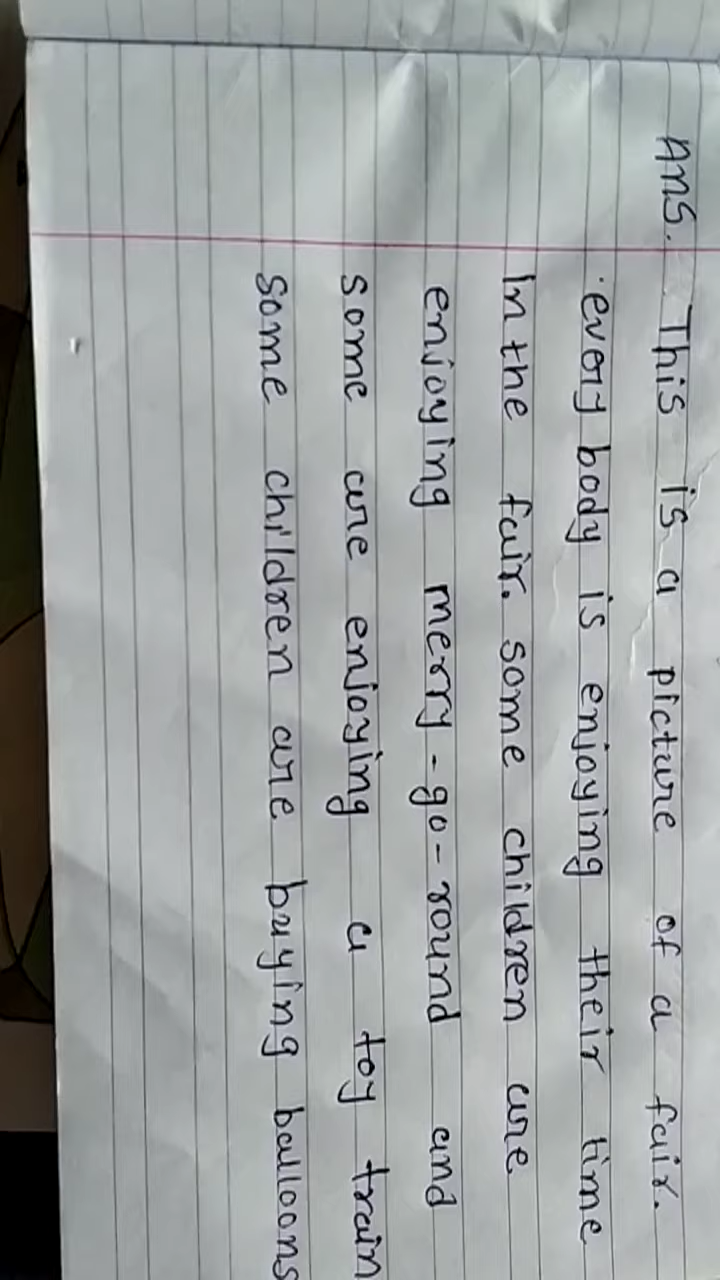 Ans. This is a picture of a fair.
every body is enjoying their time
In the fair. some children are
enjoying merry-go-round and
some are enjoying a toy train
some children are buying balloons